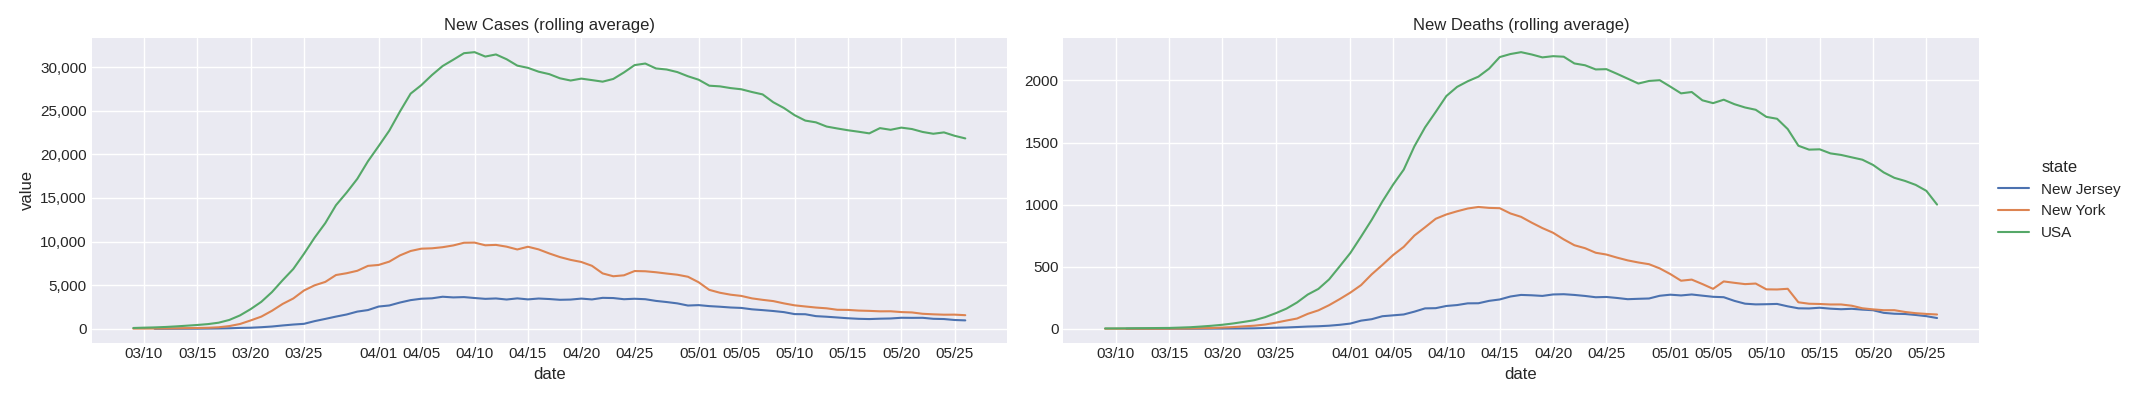 New Cases (rolling average)
value
30,000
25,000
20,000
15,000
10,000
5,000
0
03/10 03/15 03/20 03/25 04/01 04/05 04/10 04/15 04/20 04/25 05/01 05/05 05/10 05/15 05/20 05/25
date
New Deaths (rolling average)
2000
1500
1000
500
0
03/10 03/15 03/20 03/25 04/01 04/05 04/10 04/15 04/20 04/25 05/01 05/05 05/10 05/15 05/20 05/25
date
state
New Jersey
New York
USA